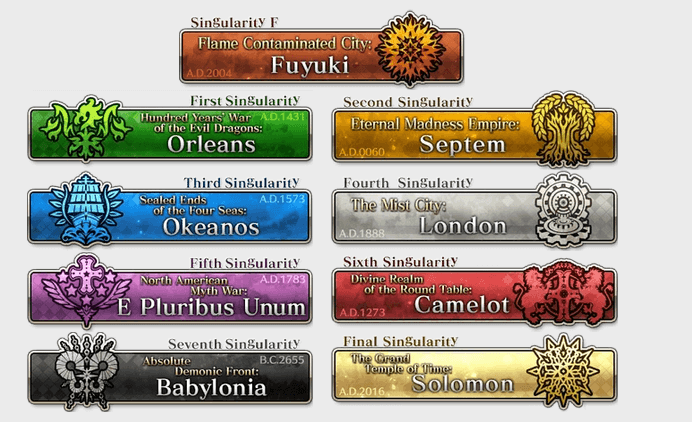 Singularity F
Flame Contaminated City:
Fuyuki
A.D.2004
First Singularity
Hundred Years' War
of the Evil Dragons:
A.D.1431
Orleans
Second Singularity
Eternal Madness Empire:
Septem
A.D.0060
Third Singularity
Sealed Ends
of the Four Seas:
A.D.1573
Okeanos
Fourth Singularity
The Mist City:
London
A.D.1888
Fifth Singularity
North American
Myth War:
A.D.1783
E Pluribus Unum
Sixth Singularity
Divine Realm
of the Round Table:
Camelot
A.D.1273
Seventh Singularity
Absolute
Demonic Front:
B.C.2655
Babylonia
Final Singularity
The Grand
Temple of Time:
Solomon
A.D.2016